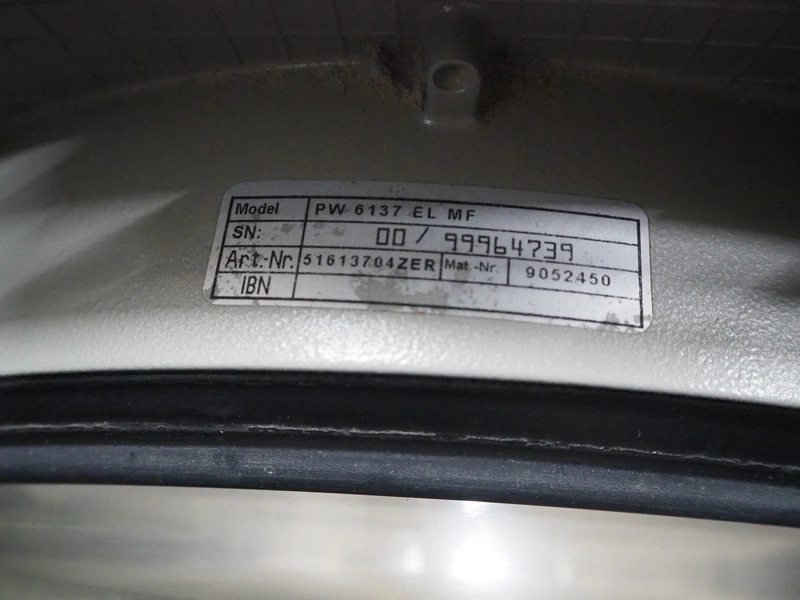 Model PW 6137 EL MF
SN: 00 / 99964739
Art.-Nr. 51613704ZER Mat.-Nr. 9052450
IBN